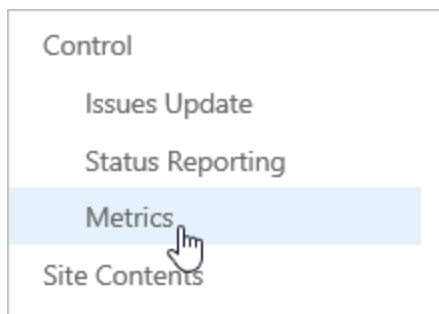 Control
Issues Update
Status Reporting
Metrics
Site Contents